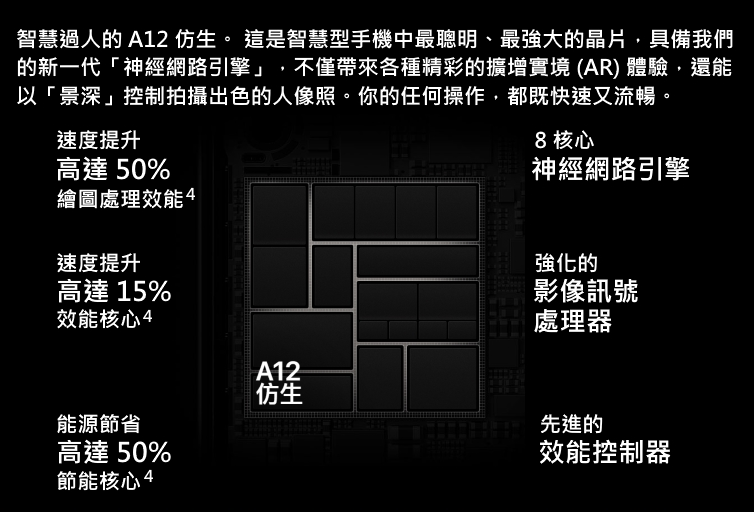 智慧過人的 A12 仿生。 這是智慧型手機中最聰明、最強大的晶片，具備我們
的新一代「神經網路引擎」，不僅帶來各種精彩的擴增實境 (AR) 體驗，還能
以「景深」控制拍攝出色的人像照。你的任何操作，都既快速又流暢。
速度提升
高達 50%
繪圖處理效能4
8 核心
神經網路引擎
速度提升
高達 15%
效能核心4
強化的
影像訊號
處理器
A12
仿生
能源節省
高達 50%
節能核心4
先進的
效能控制器